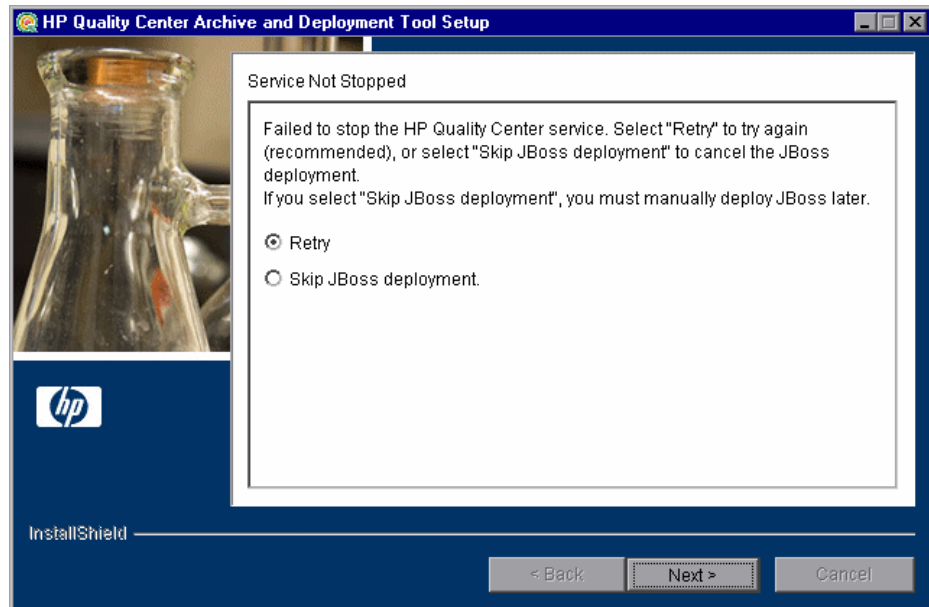 HP Quality Center Archive and Deployment Tool Setup
Service Not Stopped
Failed to stop the HP Quality Center service. Select "Retry" to try again
(recommended), or select "Skip JBoss deployment" to cancel the JBoss
deployment.
If you select "Skip JBoss deployment", you must manually deploy JBoss later.
Retry
Skip JBoss deployment.
hp
InstallShield
< Back
Next >
Cancel